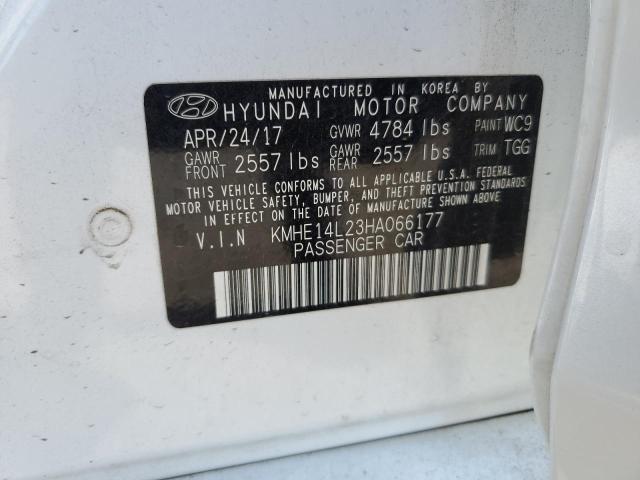 MANUFACTURED IN KOREA BY
HYUNDAI MOTOR COMPANY
APR/24/17 GVWR 4784 lbs PAINT WC9
GAWR FRONT 2557 lbs GAWR REAR 2557 lbs TRIM TGG
THIS VEHICLE CONFORMS TO ALL APPLICABLE U.S.A. FEDERAL
MOTOR VEHICLE SAFETY, BUMPER, AND THEFT PREVENTION STANDARDS
IN EFFECT ON THE DATE OF MANUFACTURE SHOWN ABOVE.
V.I.N KMHE14L23HA066177
PASSENGER CAR